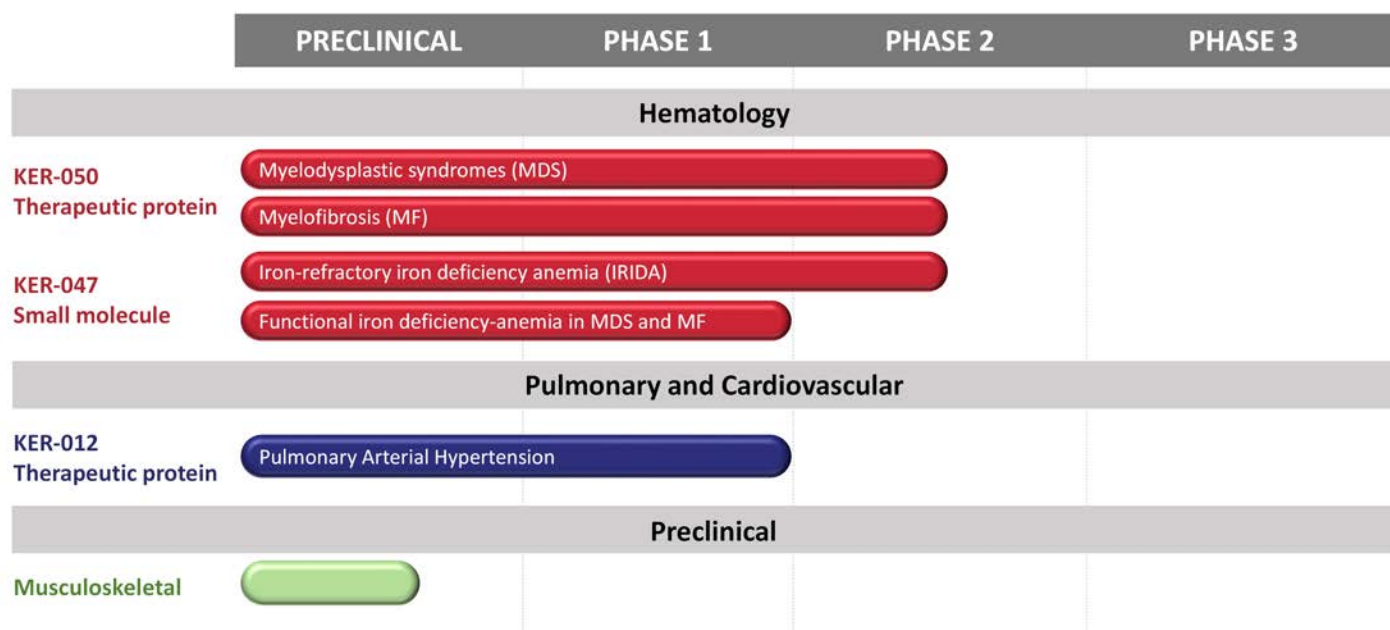 PRECLINICAL PHASE 1 PHASE 2 PHASE 3
Hematology
KER-050
Therapeutic protein
Myelodysplastic syndromes (MDS)
Myelofibrosis (MF)
KER-047
Small molecule
Iron-refractory iron deficiency anemia (IRIDA)
Functional iron deficiency-anemia in MDS and MF
Pulmonary and Cardiovascular
KER-012
Therapeutic protein
Pulmonary Arterial Hypertension
Preclinical
Musculoskeletal